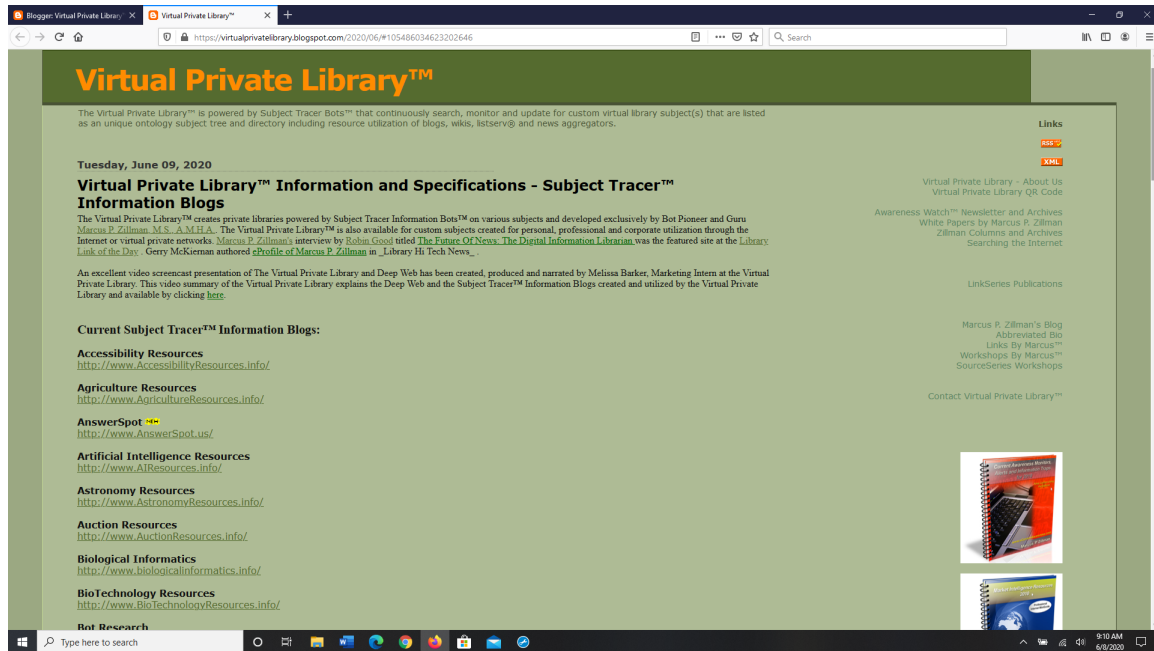 Blogger: Virtual Private Library
Virtual Private Library™
https://virtualprivatelibrary.blogspot.com/2020/06/#105486034623202646
Search
Virtual Private Library™
The Virtual Private Library™ is powered by Subject Tracer Bots™ that continuously search, monitor and update for custom virtual library subject(s) that are listed
as an unique ontology subject tree and directory including resource utilization of blogs, wikis, listserv® and news aggregators.
Tuesday, June 09, 2020
Virtual Private Library™ Information and Specifications - Subject Tracer™
Information Blogs
The Virtual Private Library™ creates private libraries powered by Subject Tracer Information Bots™ on various subjects and developed exclusively by Bot Pioneer and Guru
Marcus P. Zillman, M.S., A.M.H.A.. The Virtual Private Library™ is also available for custom subjects created for personal, professional and corporate utilization through the
Internet or virtual private networks. Marcus P. Zillman's interview by Robin Good titled The Future Of News: The Digital Information Librarian was the featured site at the Library
Link of the Day . Gerry McKiernan authored eProfile of Marcus P. Zillman in _Library Hi Tech News_ .
An excellent video screencast presentation of The Virtual Private Library and Deep Web has been created, produced and narrated by Melissa Barker, Marketing Intern at the Virtual
Private Library. This video summary of the Virtual Private Library explains the Deep Web and the Subject Tracer™ Information Blogs created and utilized by the Virtual Private
Library and available by clicking here.
Current Subject Tracer™ Information Blogs:
Accessibility Resources
http://www.AccessibilityResources.info/
Agriculture Resources
http://www.AgricultureResources.info/
AnswerSpot NEW
http://www.AnswerSpot.us/
Artificial Intelligence Resources
http://www.AIResources.info/
Astronomy Resources
http://www.AstronomyResources.info/
Auction Resources
http://www.AuctionResources.info/
Biological Informatics
http://www.biologicalinformatics.info/
BioTechnology Resources
http://www.BioTechnologyResources.info/
Bot Research
Links
RSS
XML
Virtual Private Library - About Us
Virtual Private Library QR Code
Awareness Watch™ Newsletter and Archives
White Papers by Marcus P. Zillman
Zillman Columns and Archives
Searching the Internet
LinkSeries Publications
Marcus P. Zillman's Blog
Abbreviated Bio
Links By Marcus™
Workshops By Marcus™
SourceSeries Workshops
Contact Virtual Private Library™
Type here to search
9:10 AM
6/8/2020